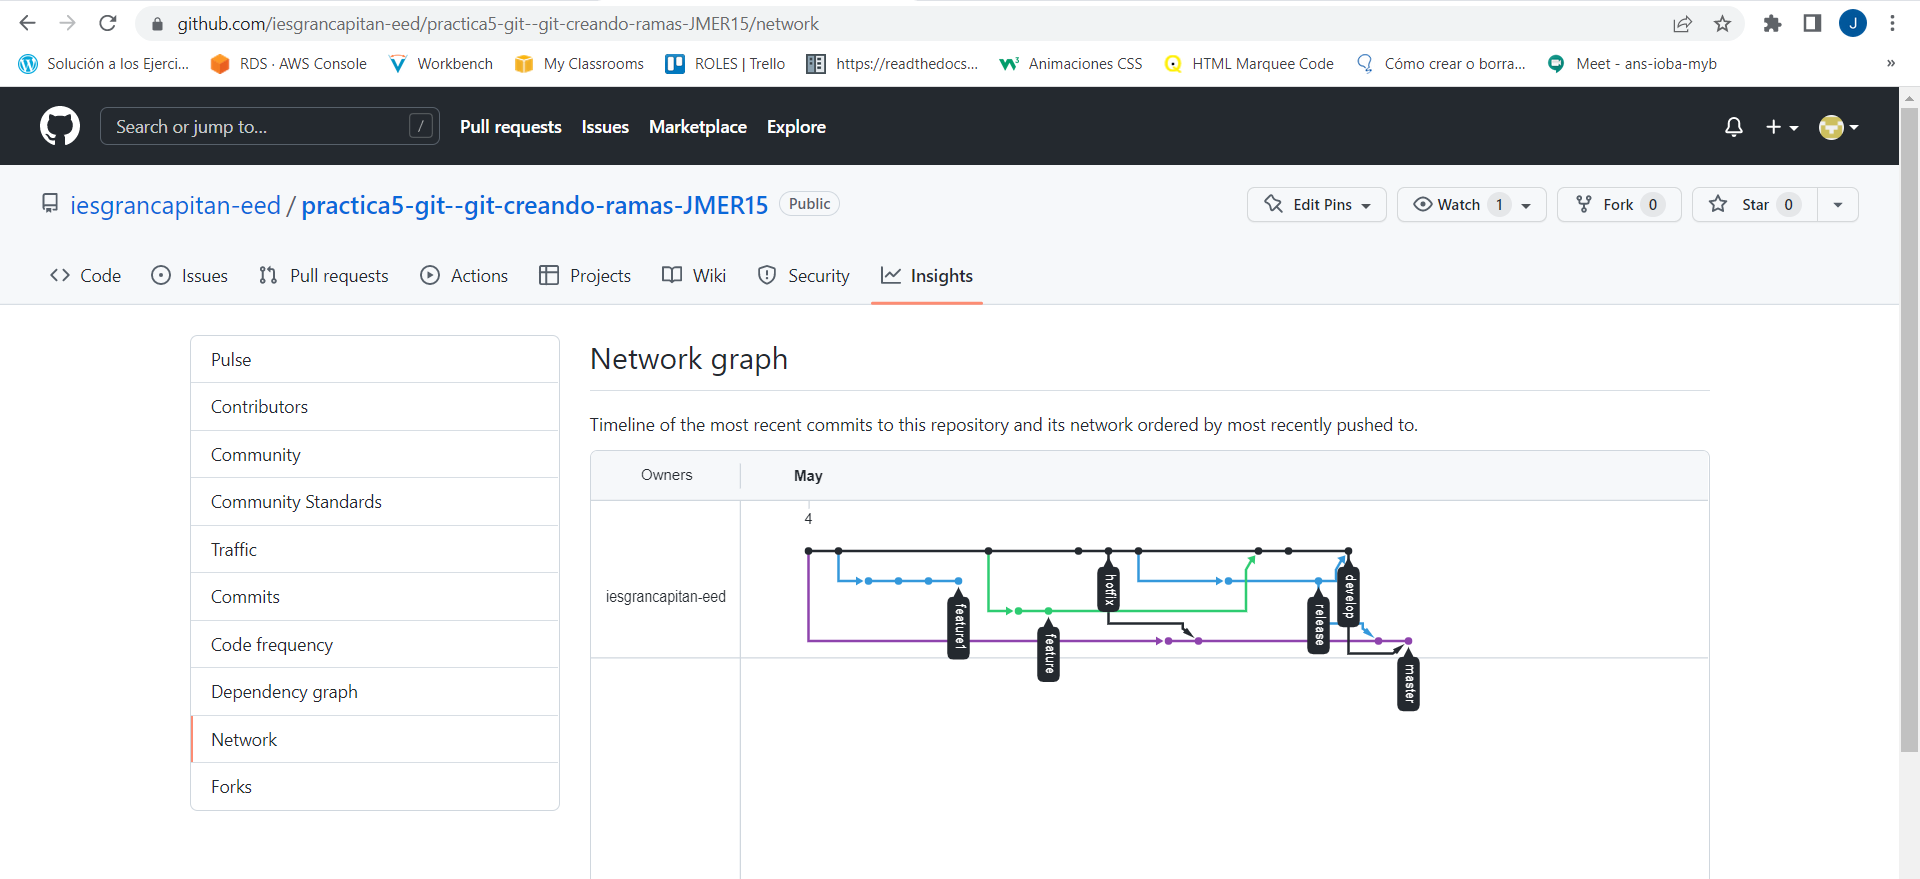 github.com/iesgrancapitan-eed/practica5-git--git-creando-ramas-JMER15/network
J
Solución a los Ejerci...
RDS · AWS Console
Workbench
My Classrooms
ROLES | Trello
https://readthedocs...
Animaciones CSS
HTML Marquee Code
Cómo crear o borra...
Meet - ans-ioba-myb
»
Search or jump to...
/
Pull requests
Issues
Marketplace
Explore
iesgrancapitan-eed / practica5-git--git-creando-ramas-JMER15
Public
Edit Pins
Watch 1
Fork 0
Star 0
Code
Issues
Pull requests
Actions
Projects
Wiki
Security
Insights
Pulse
Contributors
Community
Community Standards
Traffic
Commits
Code frequency
Dependency graph
Network
Forks
Network graph
Timeline of the most recent commits to this repository and its network ordered by most recently pushed to.
Owners
May
4
iesgrancapitan-eed
feature1
feature
hotfix
release
develop
master